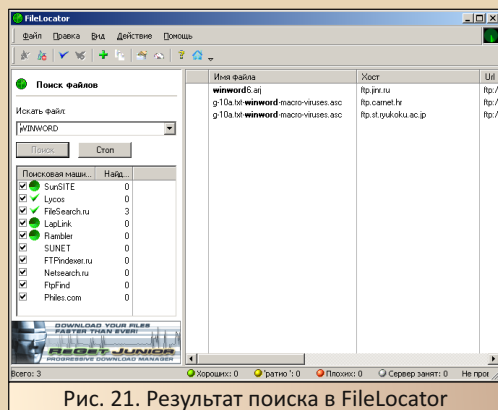 FileLocator
Файл Правка Вид Действие Помощь
Поиск файлов
Искать файл:
WINWORD
Поиск Стоп
Поисковая маши... Найд...
SunSITE 0
Lycos 0
FileSearch.ru 3
LapLink 0
Rambler 0
SUNET 0
FTPindexer.ru 0
Netsearch.ru 0
FtpFind 0
Philes.com 0
DOWNLOAD YOUR FILES
FASTER THAN EVER!
REGET JUNIOR
PROGRESSIVE DOWNLOAD MANAGER
Имя файла Хост Url
winword6.arj ftp.jinr.ru ftp:/
g-10a.txt-winword-macro-viruses.asc ftp.carnet.hr ftp:/
g-10a.txt-winword-macro-viruses.asc ftp.st.ryukoku.ac.jp ftp:/
Всего: 3 Хороших: 0 'ратно ': 0 Плохих: 0 Сервер занят: 0 Не прог
Рис. 21. Результат поиска в FileLocator